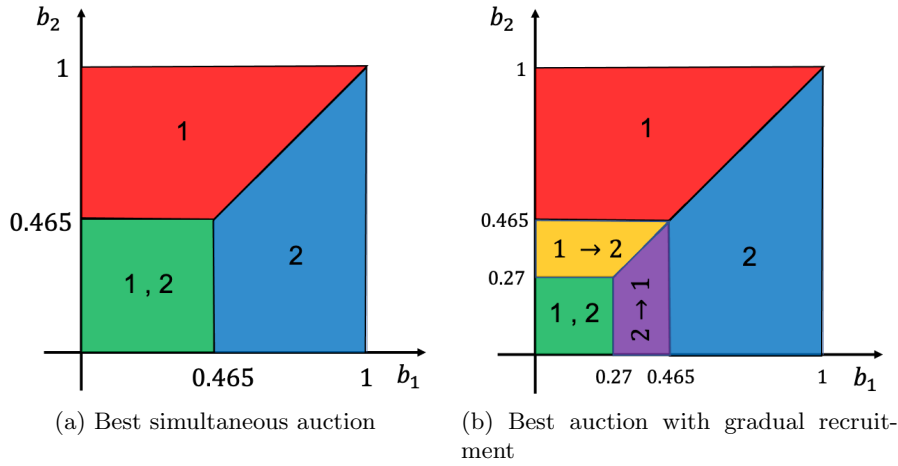 b₂
1
1
0.465
1 , 2
2
0.465
1
b₁
(a) Best simultaneous auction
b₂
1
1
0.465
1 → 2
0.27
1 , 2
2 → 1
2
0.27
0.465
1
b₁
(b) Best auction with gradual recruit-
ment